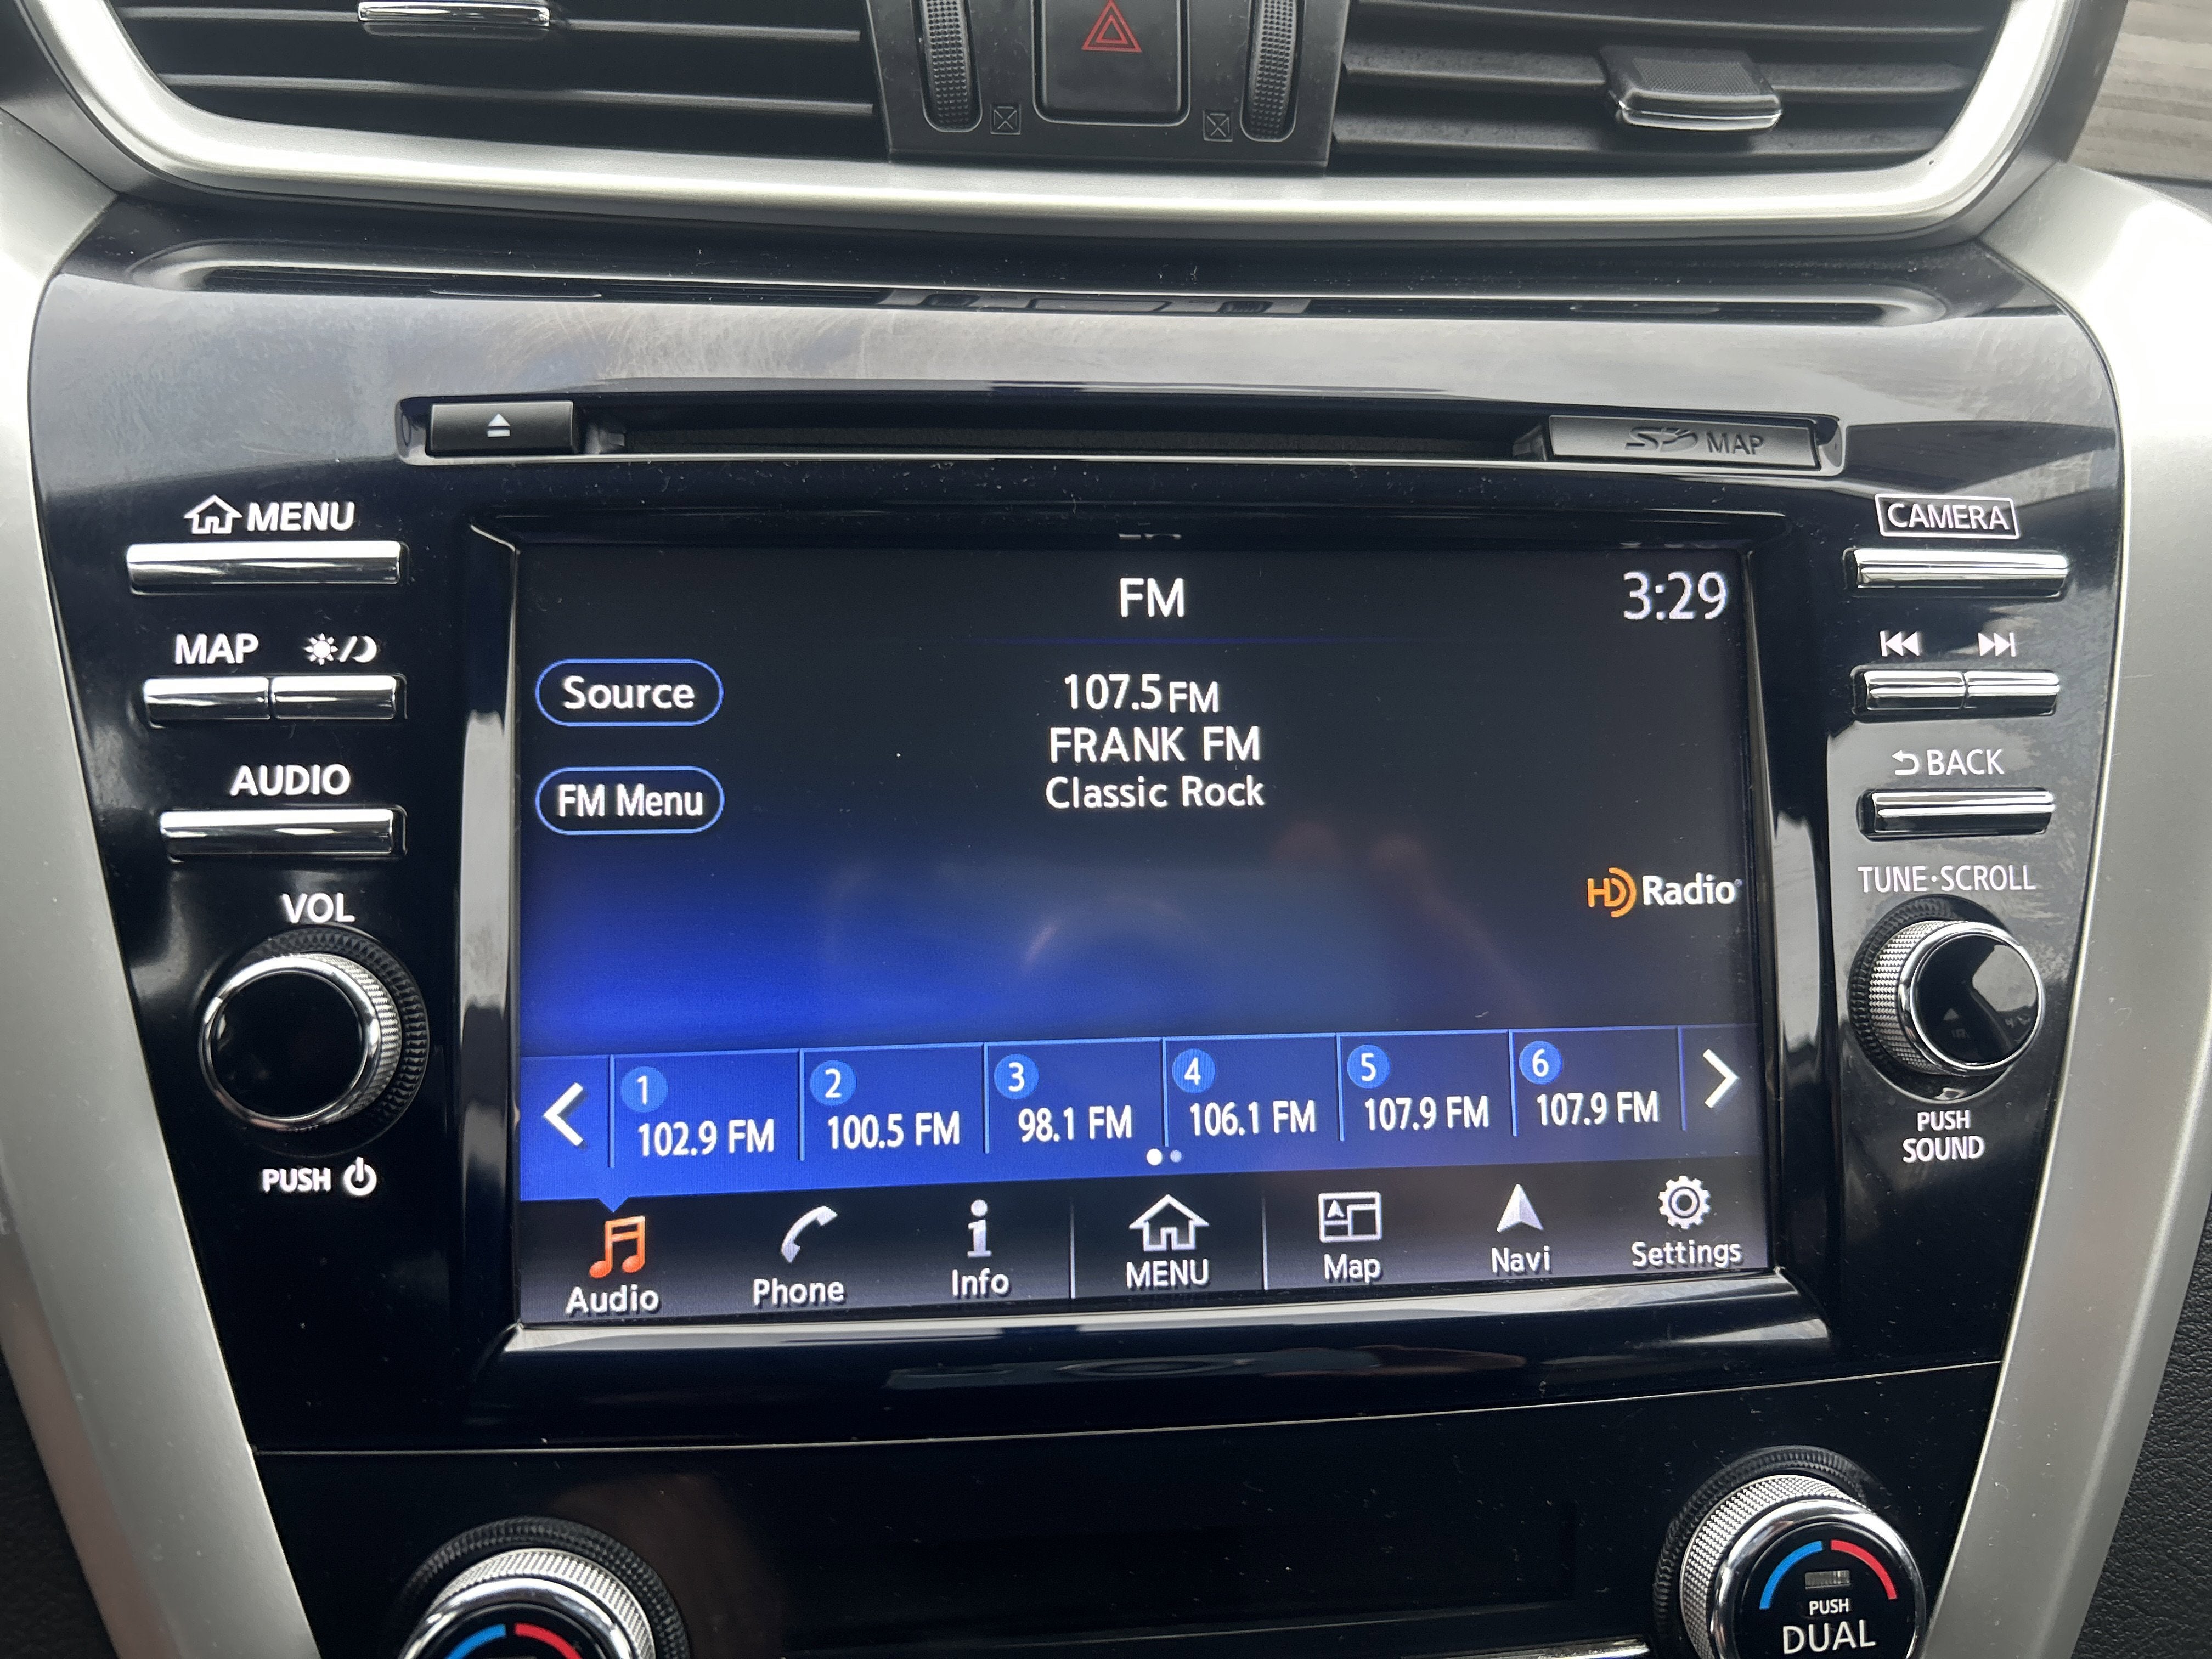 SD MAP
MENU
CAMERA
MAP
AUDIO
BACK
VOL
TUNE·SCROLL
PUSH
PUSH
SOUND
FM
3:29
Source
107.5 FM
FRANK FM
FM Menu
Classic Rock
HD Radio
1
2
3
4
5
6
102.9 FM
100.5 FM
98.1 FM
106.1 FM
107.9 FM
107.9 FM
Audio
Phone
Info
MENU
Map
Navi
Settings
PUSH
DUAL